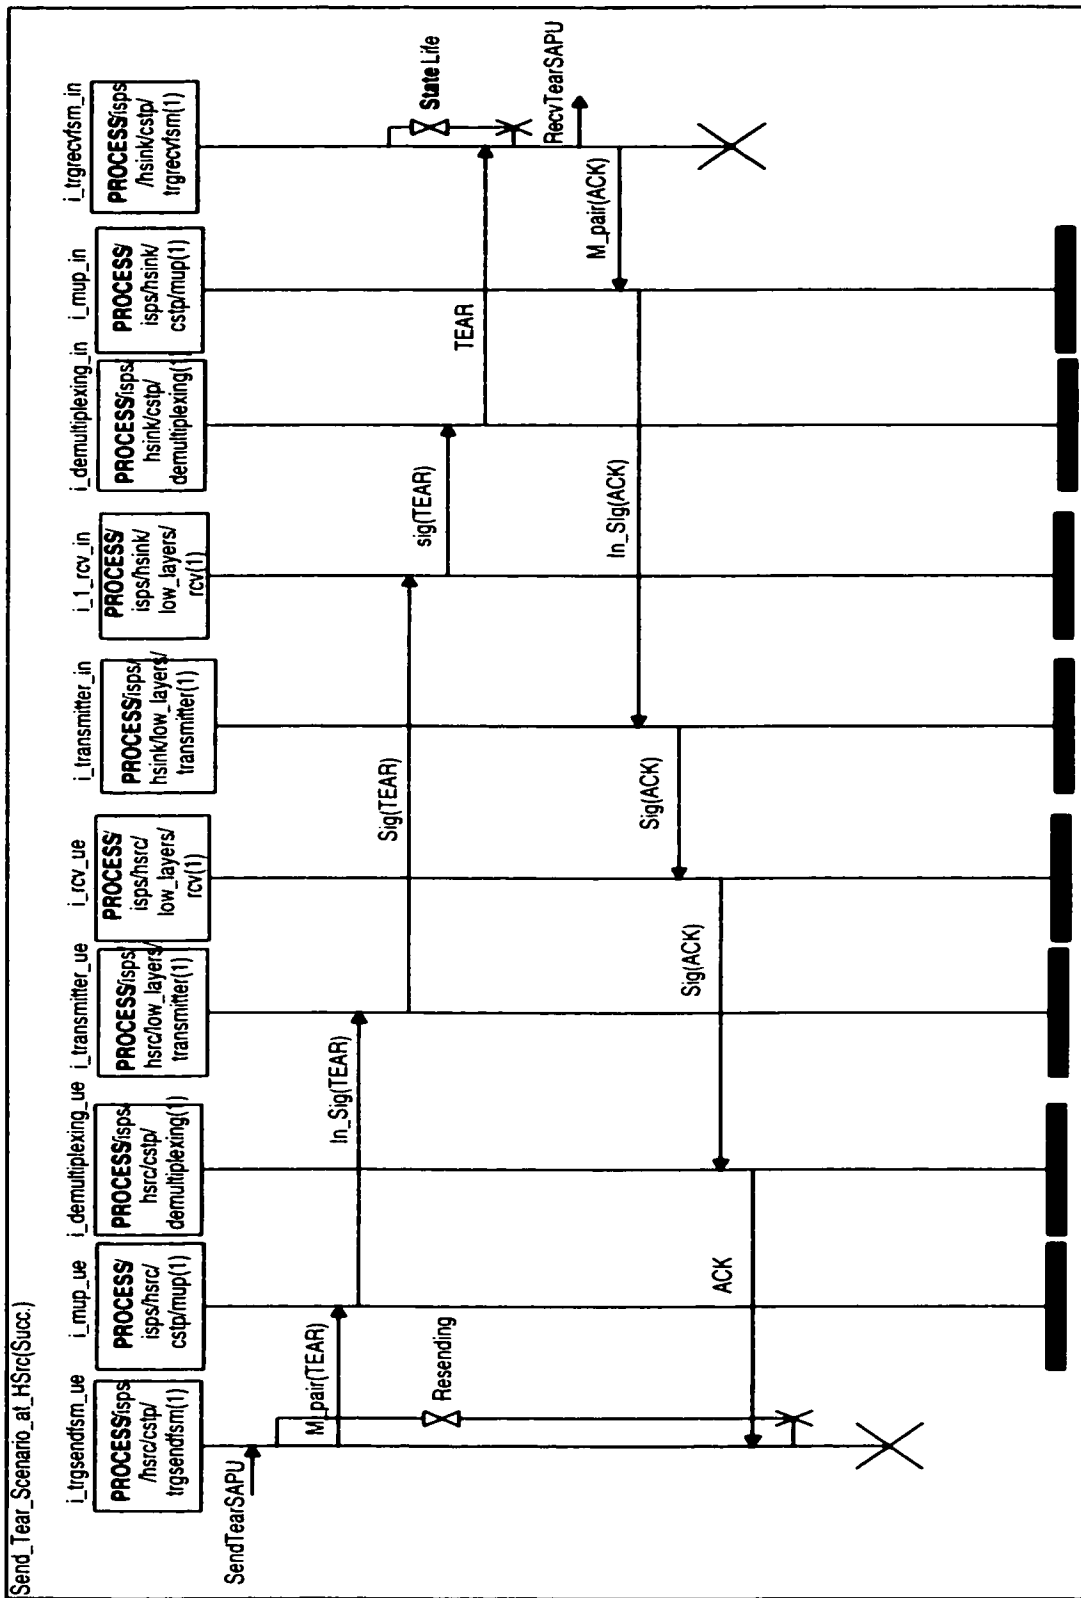 Send_Tear_Scenario_at_HSrc(Succ.)
i_trgsendfsm_ue
PROCESS/isps
/hsrc/cstp/
trgsendfsm(1)
i_mup_ue
PROCESS/
isps/hsrc/
cstp/mup(1)
i_demultiplexing_ue
PROCESS/isps/
hsrc/cstp/
demultiplexing(1)
i_transmitter_ue
PROCESS/isps/
hsrc/low_layers/
transmitter(1)
i_rcv_ue
PROCESS/
isps/hsrc/
low_layers/
rcv(1)
i_transmitter_in
PROCESS/isps/
hsink/low_layers/
transmitter(1)
i_1_rcv_in
PROCESS/
isps/hsink/
low_layers/
rcv(1)
i_demultiplexing_in
PROCESS/isps/
hsink/cstp/
demultiplexing(1)
i_mup_in
PROCESS/
isps/hsink/
cstp/mup(1)
i_trgrecvfsm_in
PROCESS/isps
/hsink/cstp/
trgrecvfsm(1)
SendTearSAPU
M_pair(TEAR)
In_Sig(TEAR)
Sig(TEAR)
sig(TEAR)
TEAR
State Life
Resending
RecvTearSAPU
M_pair(ACK)
In_Sig(ACK)
Sig(ACK)
Sig(ACK)
ACK